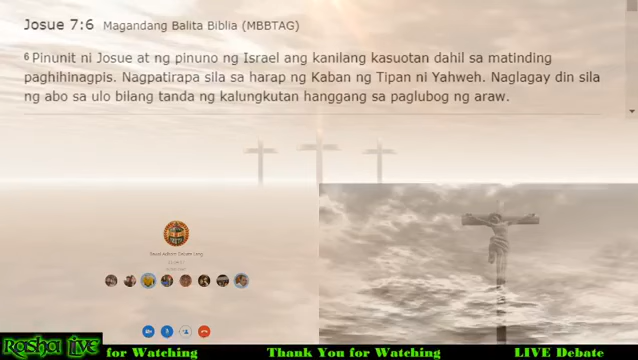 Josue 7:6 Magandang Balita Biblia (MBBTAG)
6 Pinunit ni Josue at ng pinuno ng Israel ang kanilang kasuotan dahil sa matinding
paghihinagpis. Nagpatirapa sila sa harap ng Kaban ng Tipan ni Yahweh. Naglagay din sila
ng abo sa ulo bilang tanda ng kalungkutan hanggang sa paglubog ng araw.
Rasha Live for Watching Thank You for Watching LIVE Debate